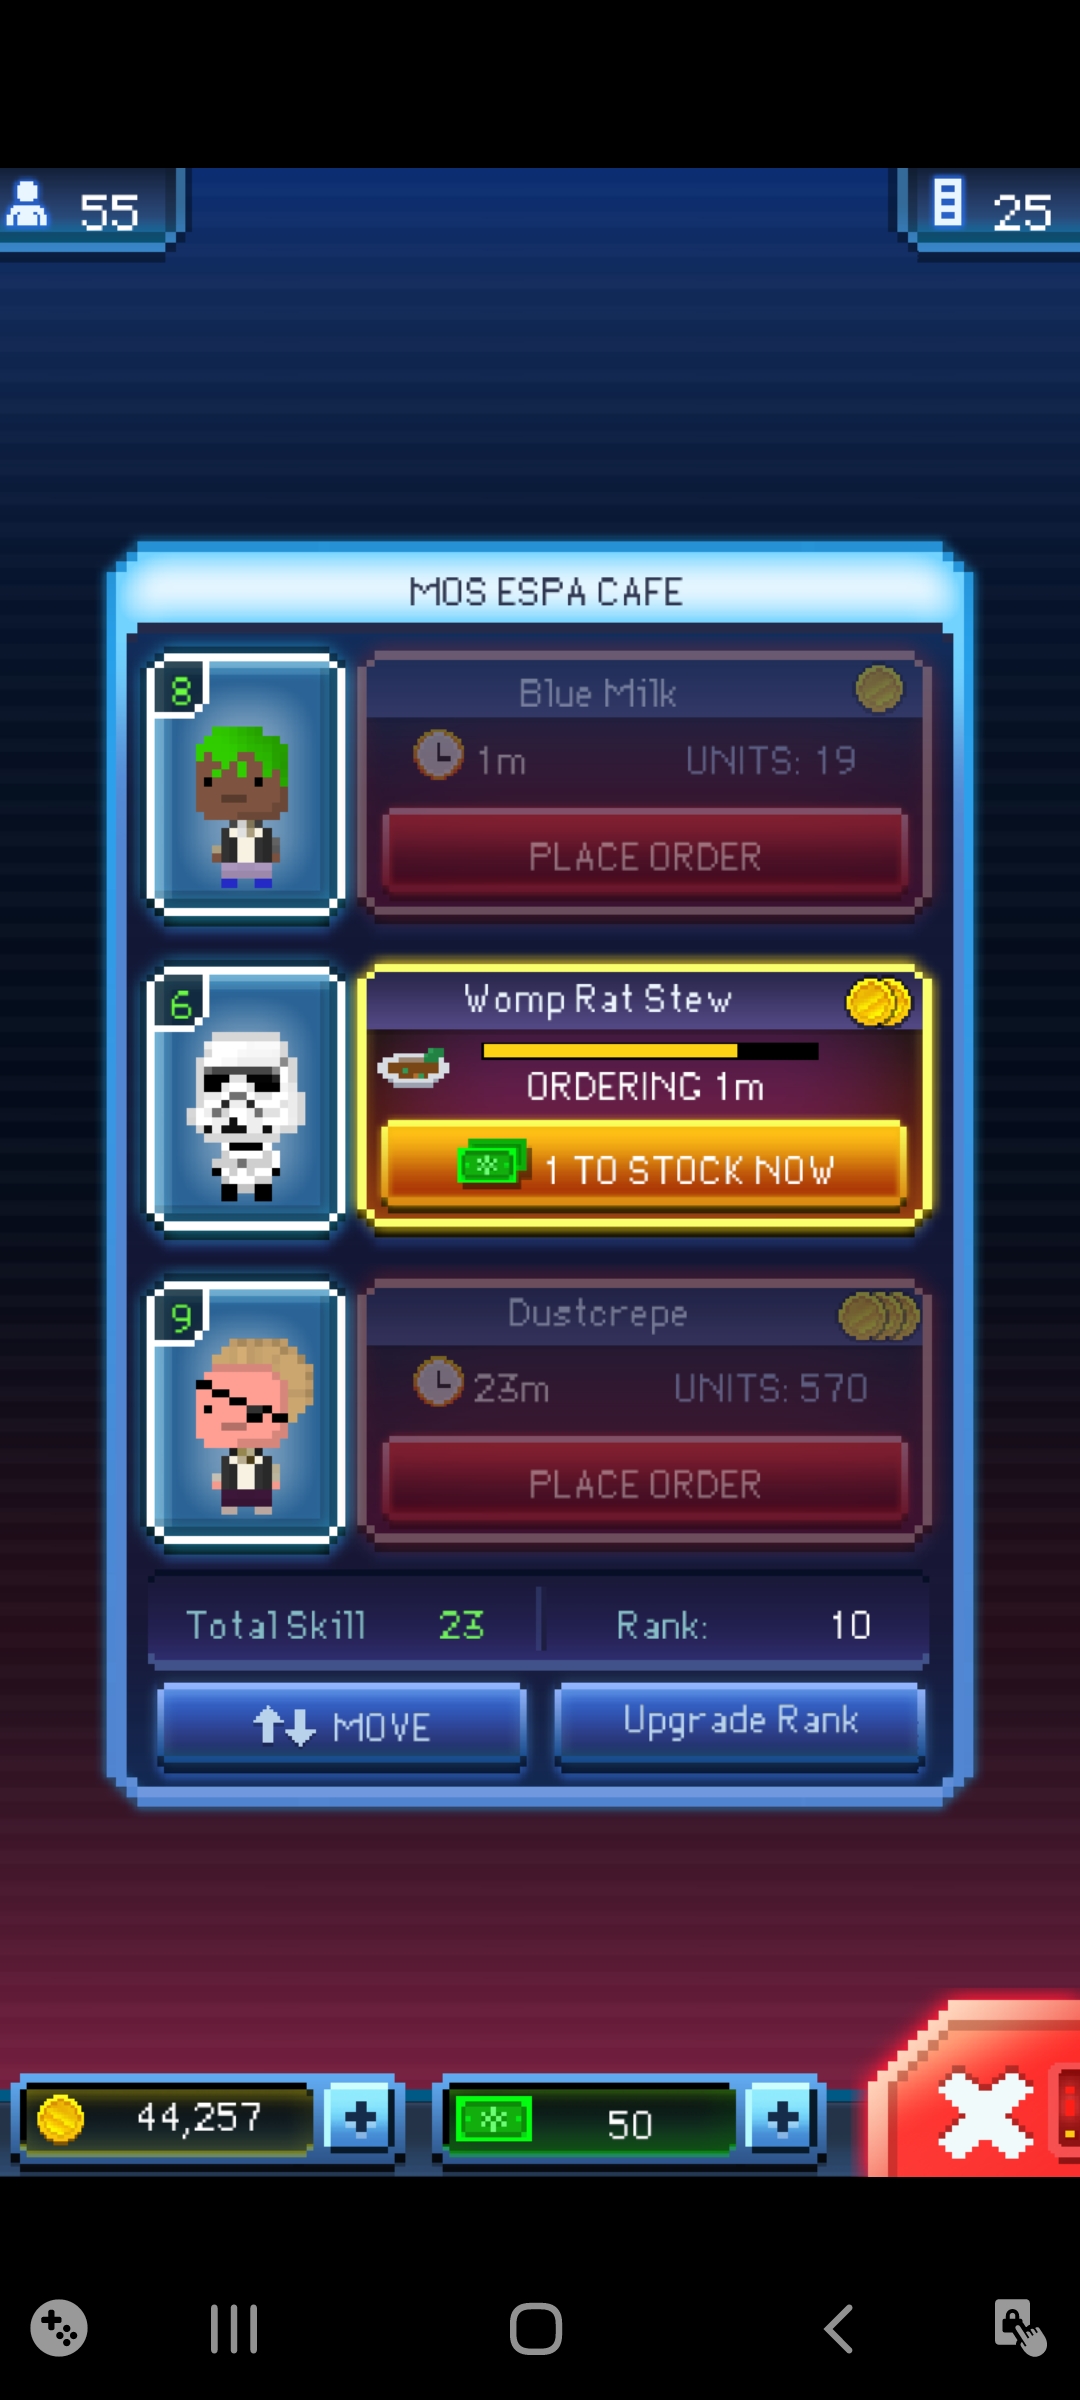 55
25
MOS ESPA CAFE
8
Blue Milk
1m UNITS: 19
PLACE ORDER
6
Womp Rat Stew
ORDERING 1m
1 TO STOCK NOW
9
Dustcrepe
23m UNITS: 570
PLACE ORDER
Total Skill 23 Rank: 10
MOVE Upgrade Rank
44,257 50